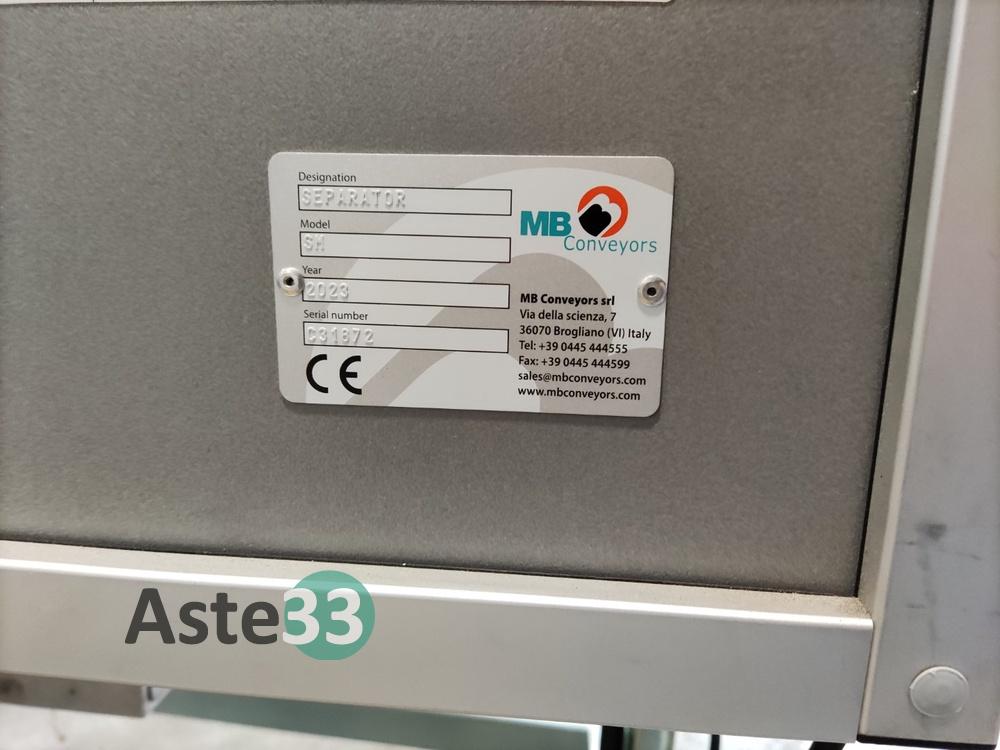 Designation
SEPARATOR
Model
SM
Year
2023
Serial number
C31872
CE
MB
Conveyors
MB Conveyors srl
Via della scienza, 7
36070 Brogliano (VI) Italy
Tel: +39 0445 444555
Fax: +39 0445 444599
sales@mbconveyors.com
www.mbconveyors.com
Aste33